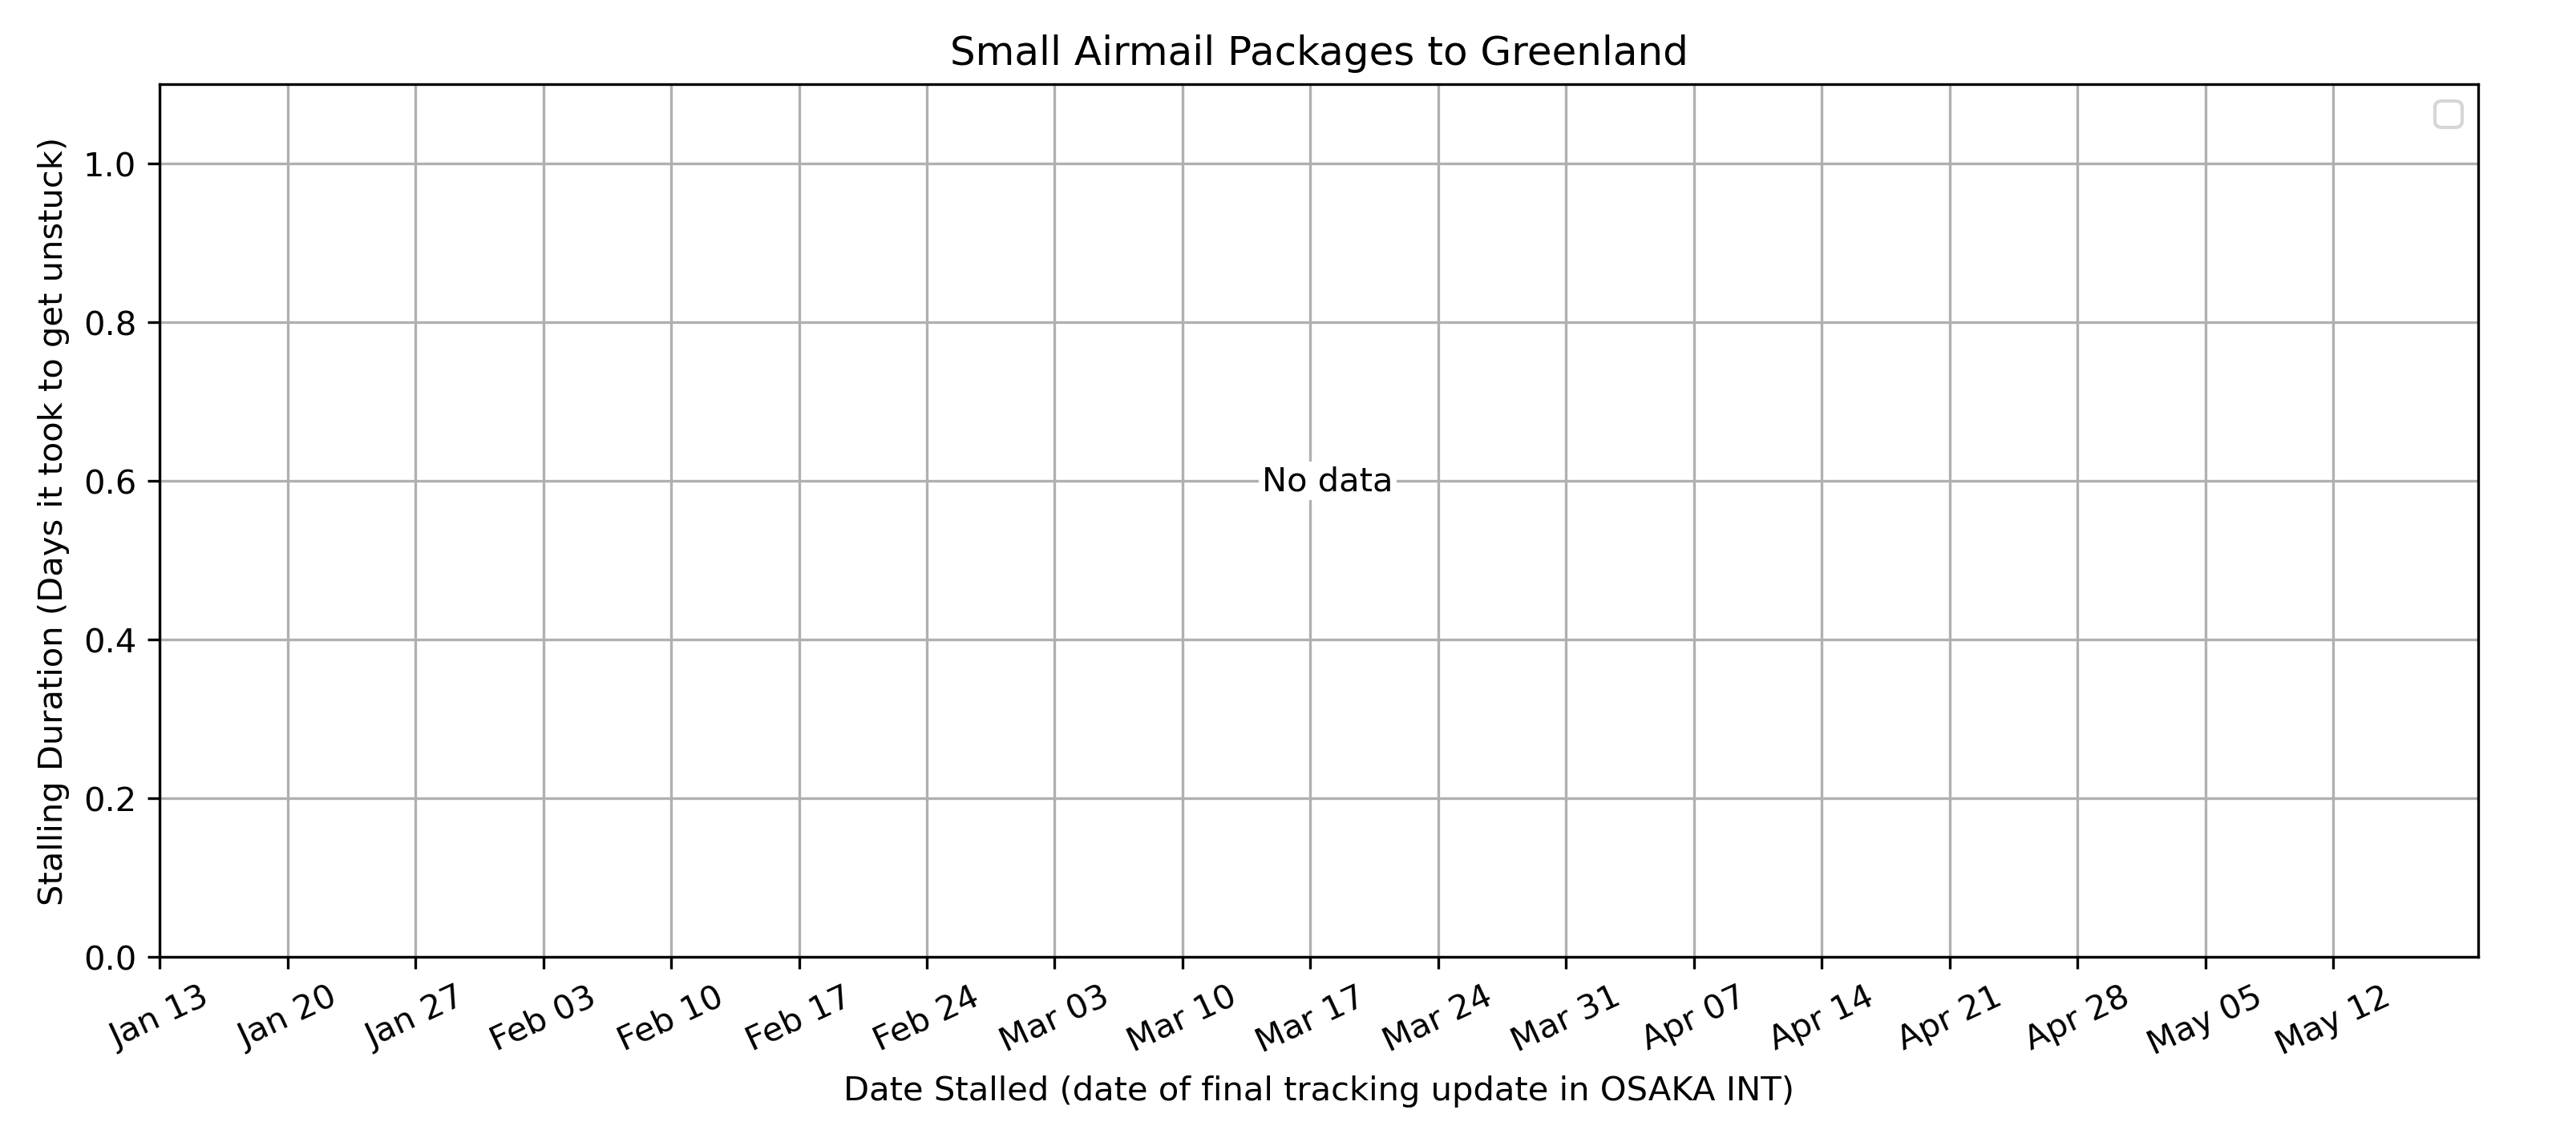 Small Airmail Packages to Greenland
Stalling Duration (Days it took to get unstuck)
1.0
0.8
0.6
0.4
0.2
0.0
No data
Jan 13
Jan 20
Jan 27
Feb 03
Feb 10
Feb 17
Feb 24
Mar 03
Mar 10
Mar 17
Mar 24
Mar 31
Apr 07
Apr 14
Apr 21
Apr 28
May 05
May 12
Date Stalled (date of final tracking update in OSAKA INT)